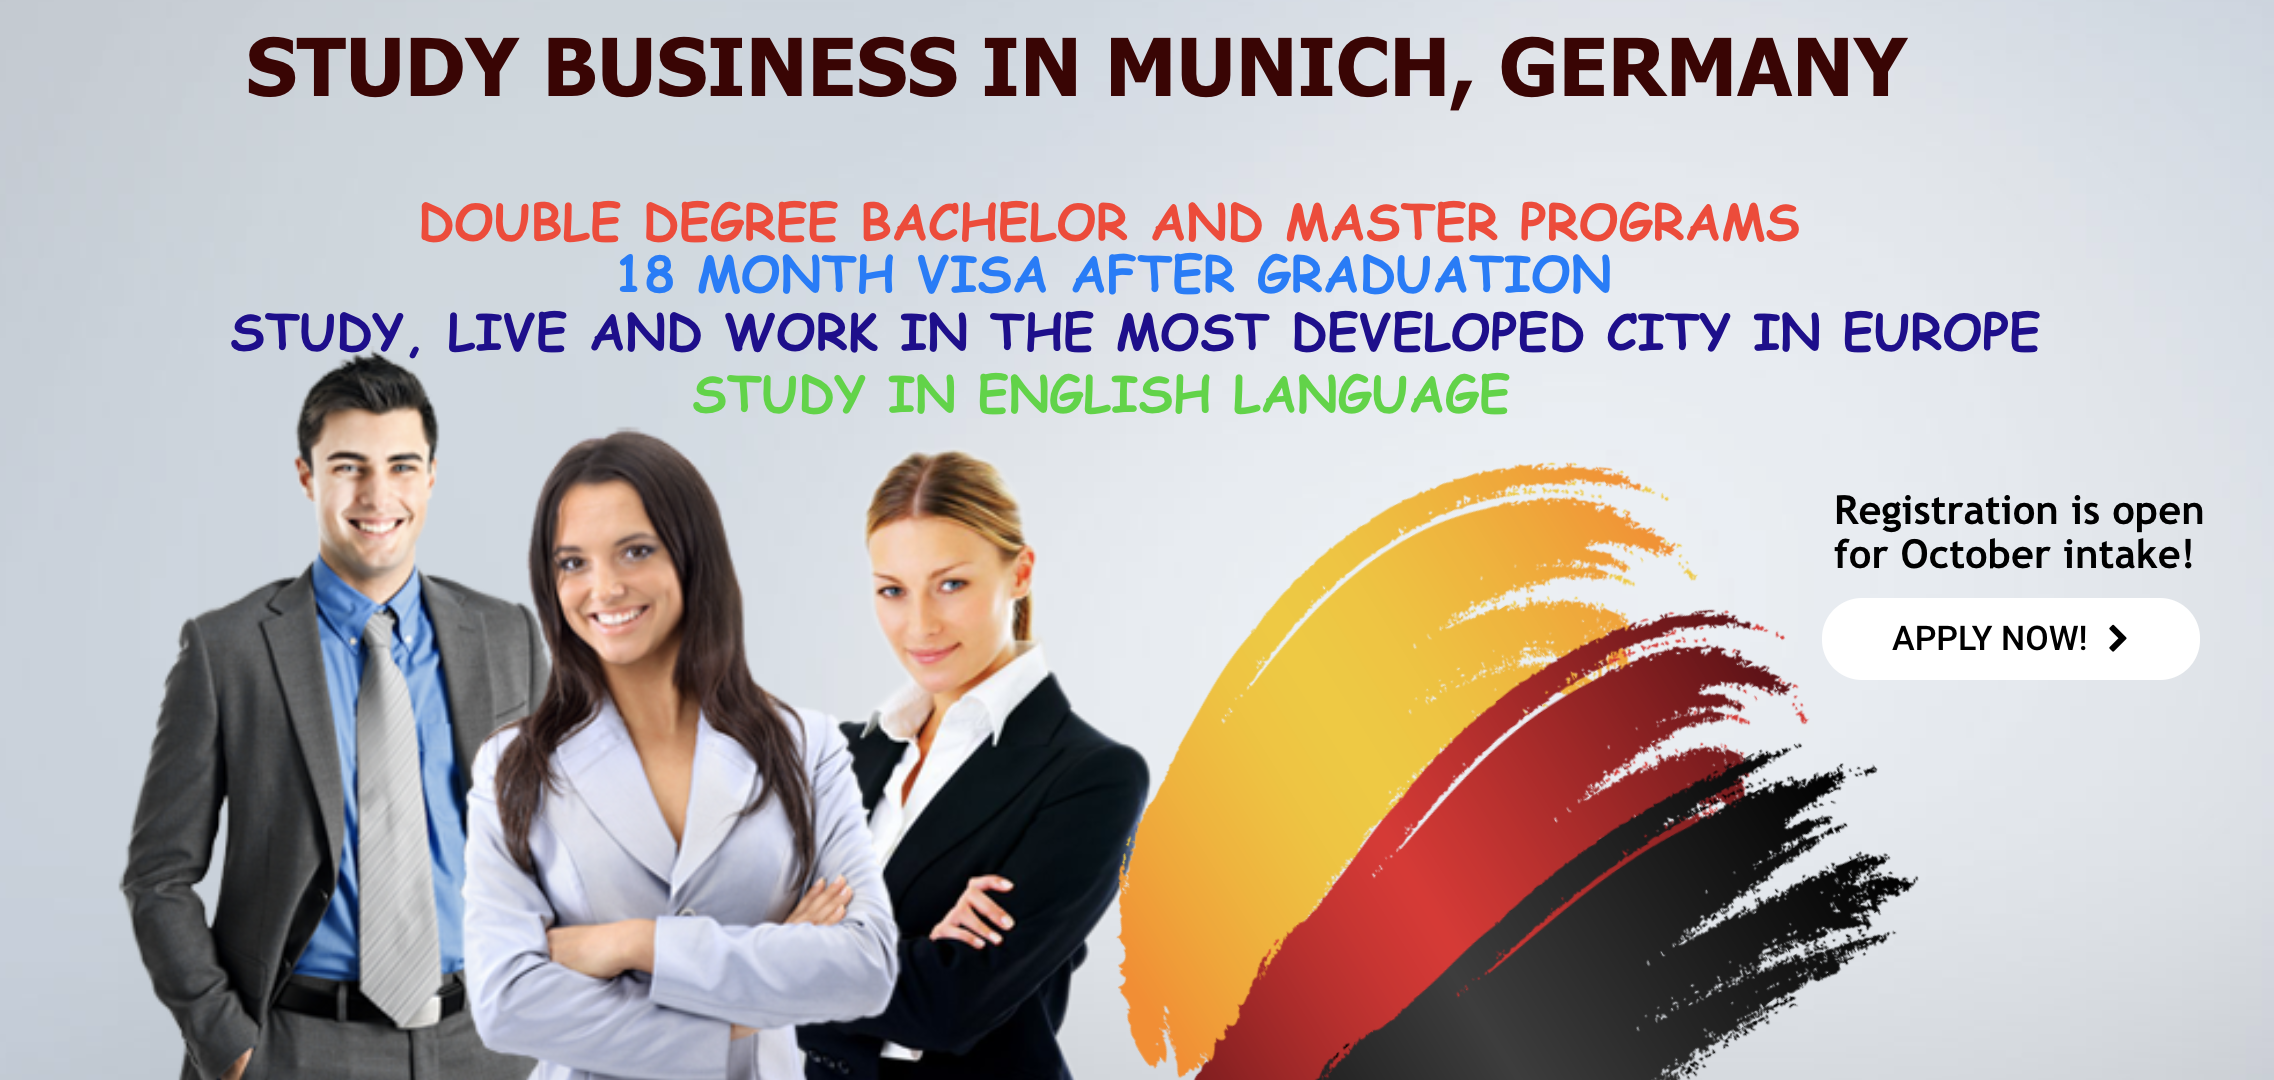 STUDY BUSINESS IN MUNICH, GERMANY
DOUBLE DEGREE BACHELOR AND MASTER PROGRAMS
18 MONTH VISA AFTER GRADUATION
STUDY, LIVE AND WORK IN THE MOST DEVELOPED CITY IN EUROPE
STUDY IN ENGLISH LANGUAGE
Registration is open
for October intake!
APPLY NOW!